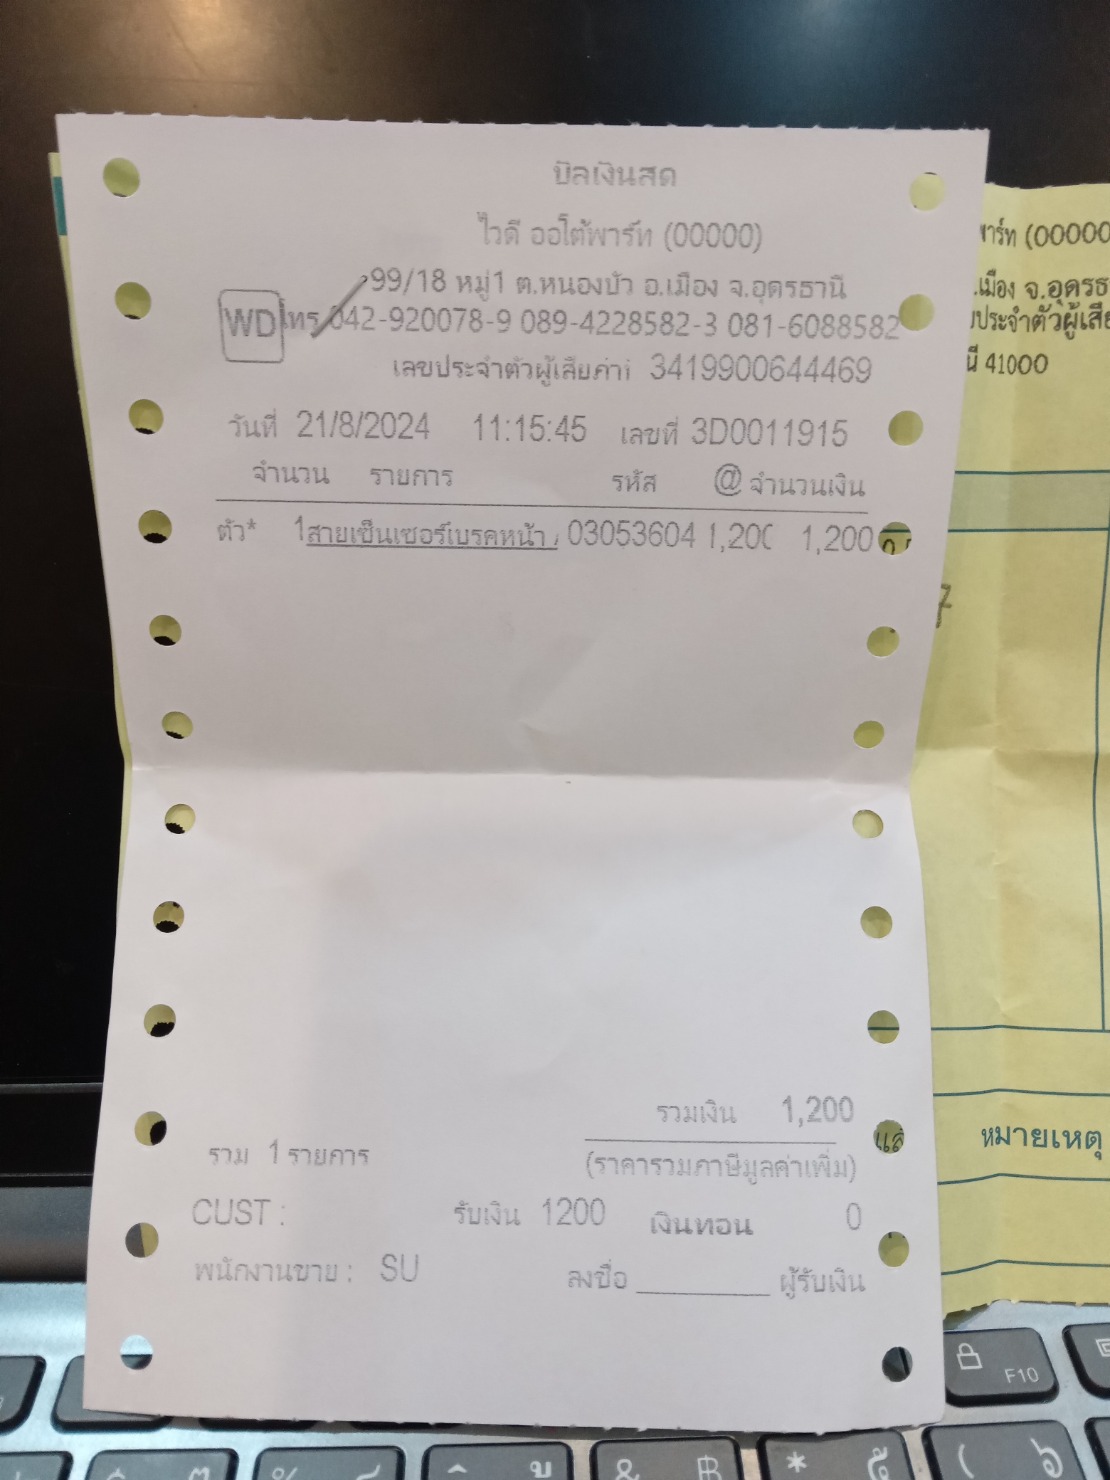 บิลเงินสด
ไวดี ออโต้พาร์ท (00000)
99/18 หมู่1 ต.หนองบัว อ.เมือง จ.อุดรธานี
WD โทร 042-920078-9 089-4228582-3 081-6088582
เลขประจำตัวผู้เสียค่าi 3419900644469
วันที่ 21/8/2024 11:15:45 เลขที่ 3D0011915
จำนวน รายการ รหัส @ จำนวนเงิน
ตัว* 1 สายเซ็นเซอร์เบรคหน้า 03053604 1,200 1,200
รวมเงิน 1,200
รวม 1 รายการ (ราคารวมภาษีมูลค่าเพิ่ม)
CUST : รับเงิน 1200 เงินทอน 0
พนักงานขาย : SU ลงชื่อ ผู้รับเงิน
พาร์ท (00000
.เมือง จ.อุดรธ
ประจำตัวผู้เสีย
นี 41000
7
หมายเหตุ
F10
ข & ฿ * ๕ ( ๖